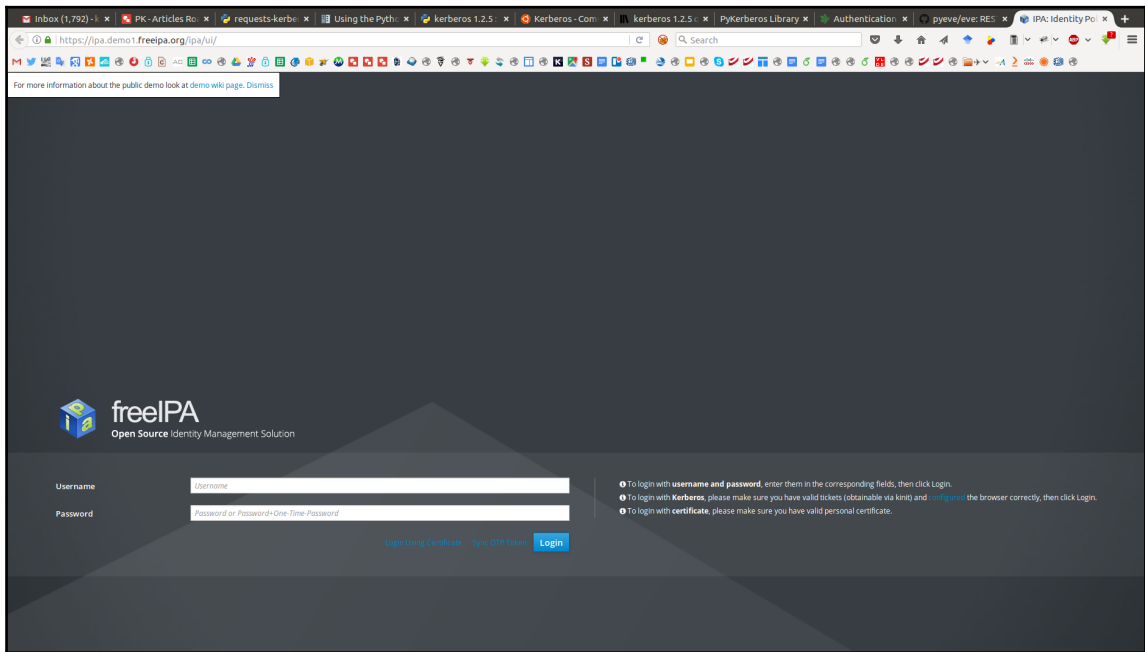 Inbox (1,792) - k
PK - Articles Roa
requests-kerber
Using the Pytho
kerberos 1.2.5 :
Kerberos - Com
kerberos 1.2.5 c
PyKerberos Library
Authentication
pyeve/eve: RES
IPA: Identity Pol
https://ipa.demo1.freeipa.org/ipa/ui/
Search
For more information about the public demo look at demo wiki page. Dismiss
freeIPA
Open Source Identity Management Solution
Username
Username
Password
Password or Password+One-Time-Password
Login Using Certificate Sync OTP Token Login
To login with username and password, enter them in the corresponding fields, then click Login.
To login with Kerberos, please make sure you have valid tickets (obtainable via kinit) and configured the browser correctly, then click Login.
To login with certificate, please make sure you have valid personal certificate.